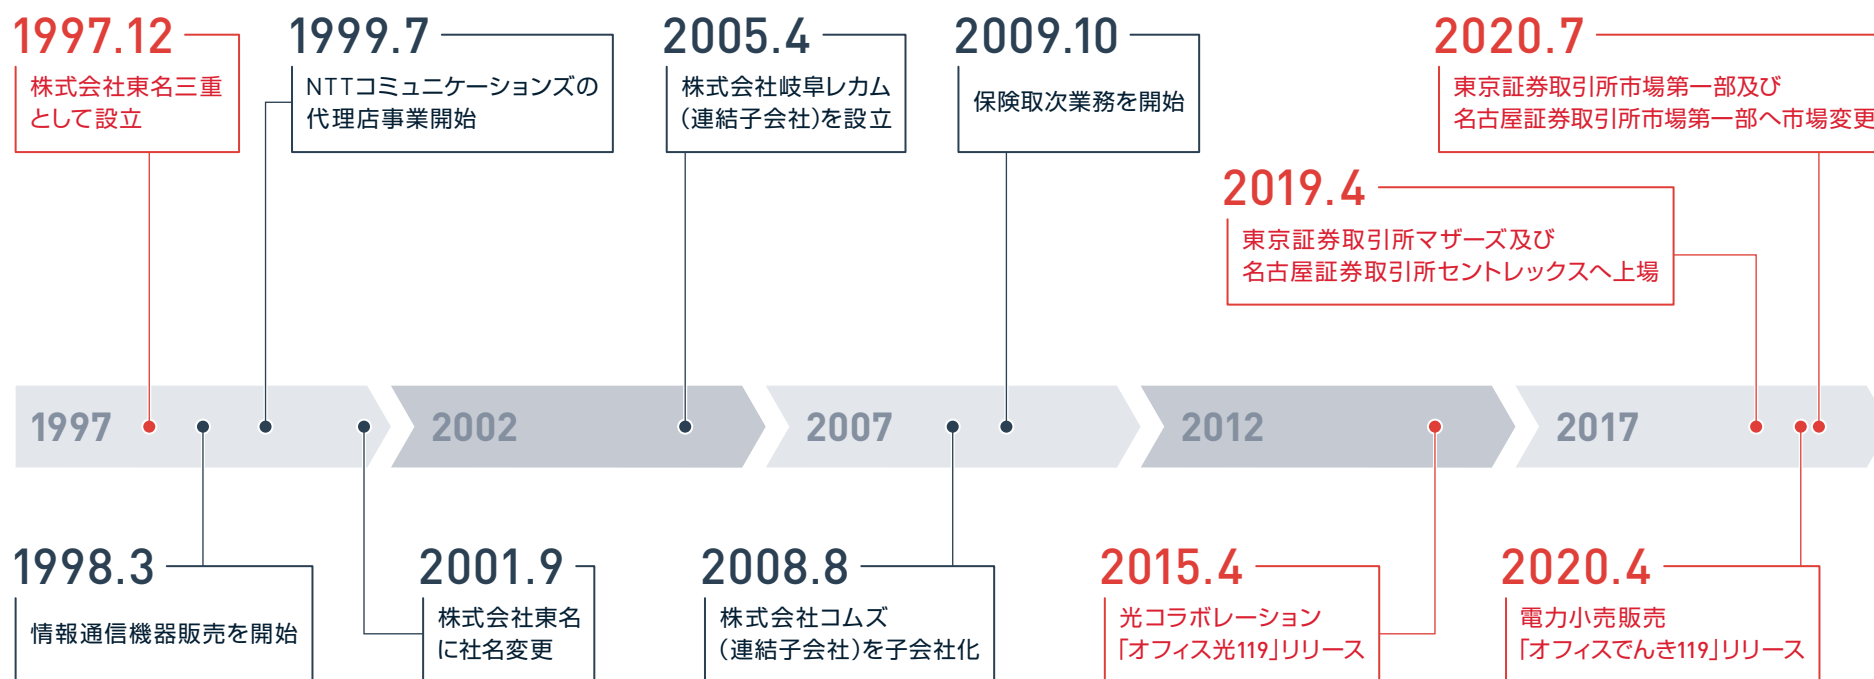 1997.12
株式会社東名三重
として設立
1999.7
NTTコミュニケーションズの
代理店事業開始
2005.4
株式会社岐阜レカム
（連結子会社）を設立
2009.10
保険取次業務を開始
2020.7
東京証券取引所市場第一部及び
名古屋証券取引所市場第一部へ市場変更
2019.4
東京証券取引所マザーズ及び
名古屋証券取引所セントレックスへ上場
1997
2002
2007
2012
2017
1998.3
情報通信機器販売を開始
2001.9
株式会社東名
に社名変更
2008.8
株式会社コムズ
（連結子会社）を子会社化
2015.4
光コラボレーション
「オフィス光119」リリース
2020.4
電力小売販売
「オフィスでんき119」リリース